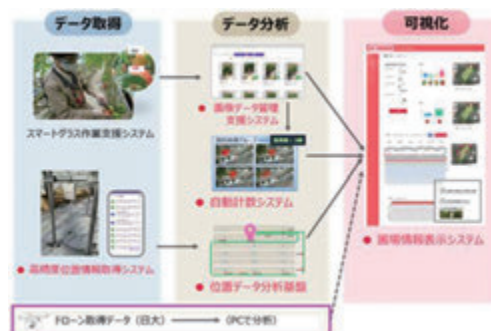 データ取得
データ分析
可視化
スマートグラス作業支援システム
● 画像データ管理
支援システム
● 自動計数システム
● 高精度位置情報取得システム
● 位置データ分析基盤
● 圃場情報表示システム
ドローン取得データ（日大）
（PCで分析）